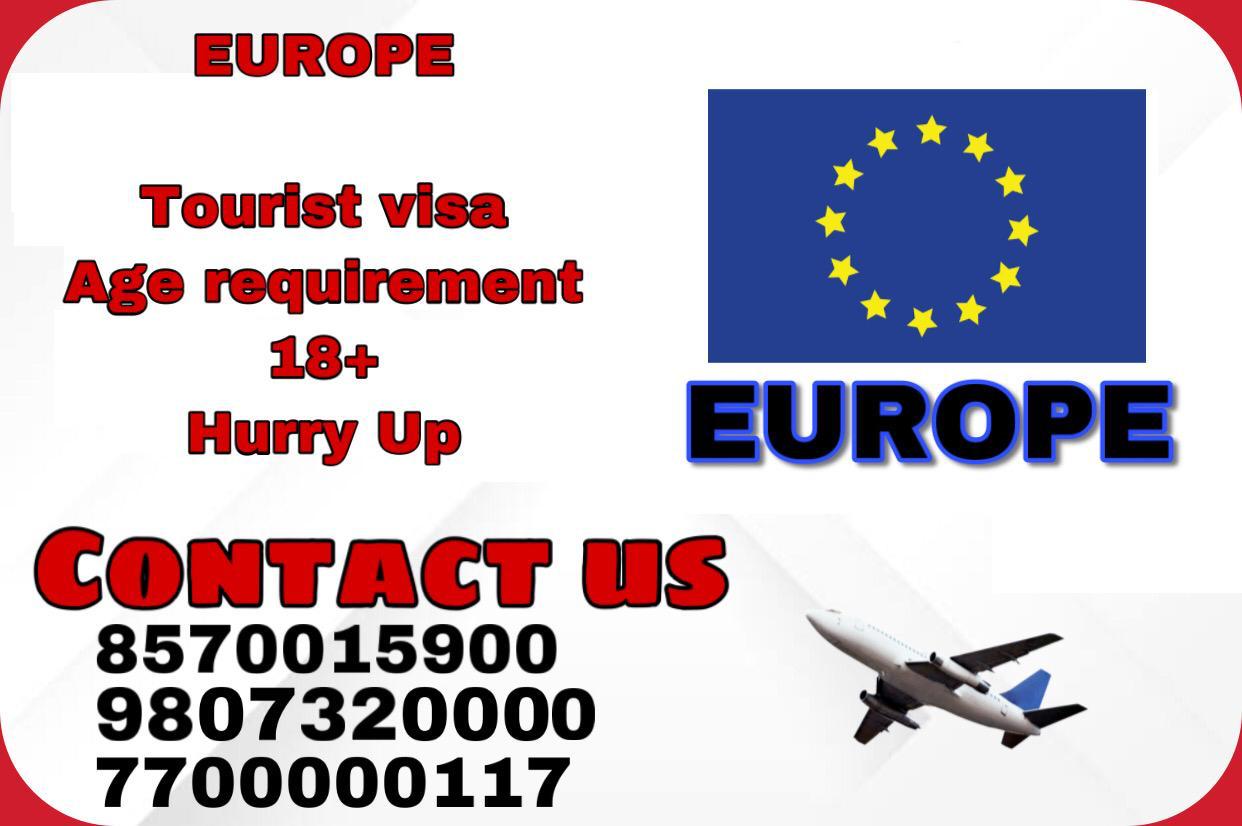 EUROPE
Tourist visa
Age requirement
18+
Hurry Up
EUROPE
Contact us
8570015900
9807320000
7700000117